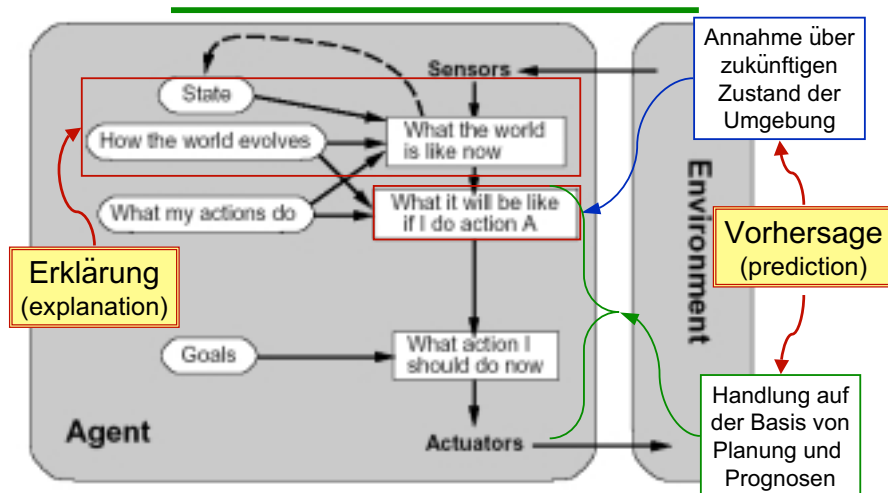 Sensors
State
How the world evolves
What the world
is like now
What my actions do
What it will be like
if I do action A
Goals
What action I
should do now
Agent
Actuators
Environment
Erklärung
(explanation)
Annahme über
zukünftigen
Zustand der
Umgebung
Vorhersage
(prediction)
Handlung auf
der Basis von
Planung und
Prognosen